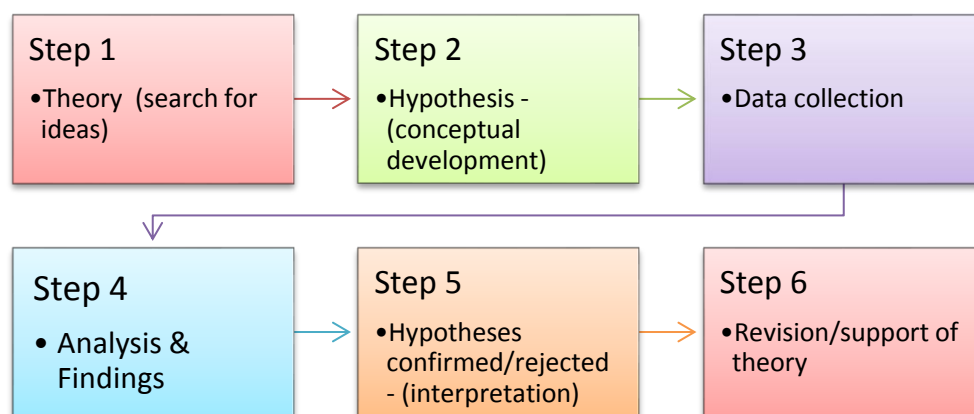 Step 1
•Theory (search for
ideas)
Step 2
•Hypothesis -
(conceptual
development)
Step 3
•Data collection
Step 4
• Analysis &
Findings
Step 5
•Hypotheses
confirmed/rejected
- (interpretation)
Step 6
•Revision/support of
theory